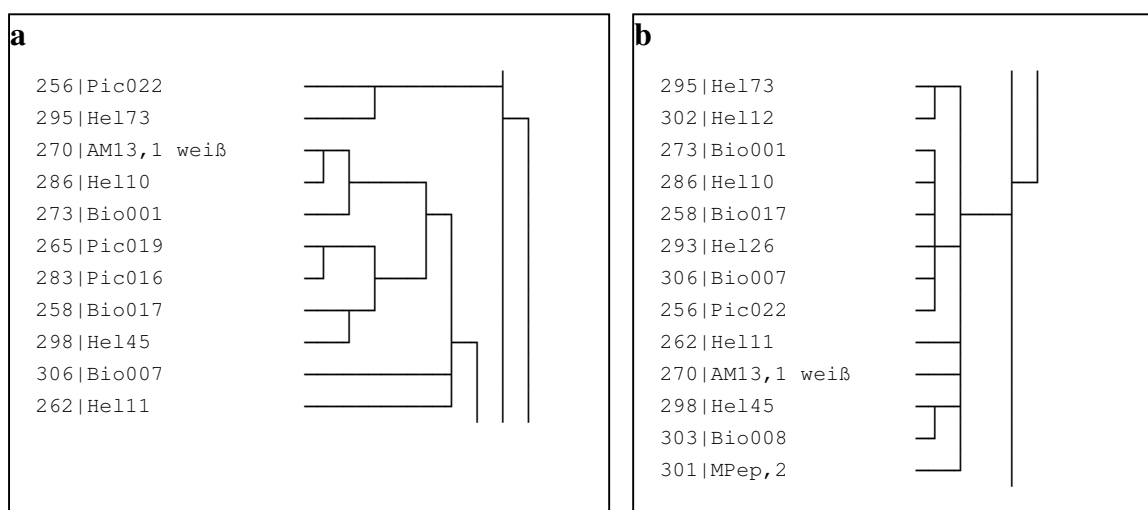 a
256|Pic022
295|Hel73
270|AM13,1 weiß
286|Hel10
273|Bio001
265|Pic019
283|Pic016
258|Bio017
298|Hel45
306|Bio007
262|Hel11
b
295|Hel73
302|Hel12
273|Bio001
286|Hel10
258|Bio017
293|Hel26
306|Bio007
256|Pic022
262|Hel11
270|AM13,1 weiß
298|Hel45
303|Bio008
301|MPep,2